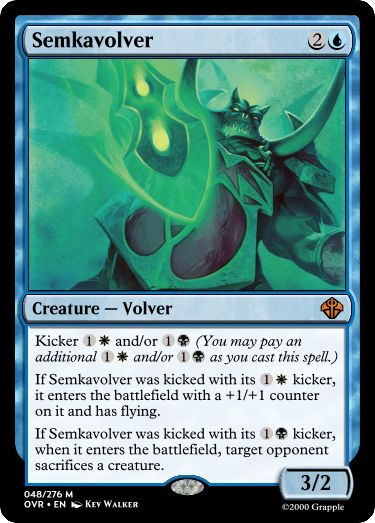 Semkavolver 2
Creature — Volver
Kicker 1 and/or 1 (You may pay an
additional 1 and/or 1 as you cast this spell.)
If Semkavolver was kicked with its 1 kicker,
it enters the battlefield with a +1/+1 counter
on it and has flying.
If Semkavolver was kicked with its 1 kicker,
when it enters the battlefield, target opponent
sacrifices a creature.
3/2
048/276 M
OVR • EN Key Walker
©2000 Grapple